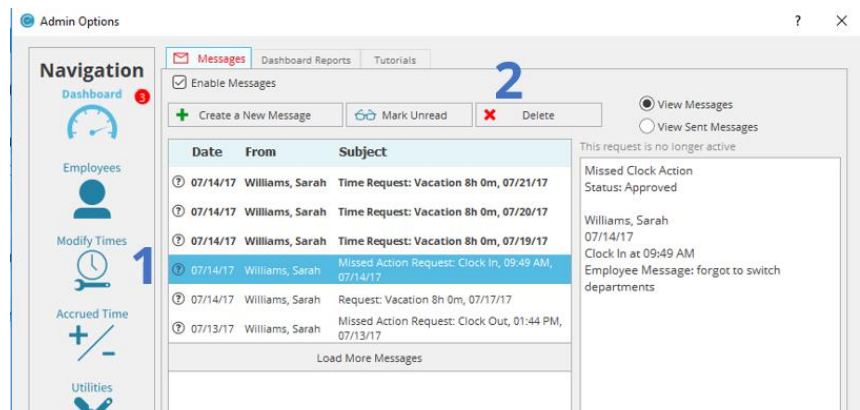 Admin Options
?
Navigation
Dashboard
3
Employees
Modify Times
1
Accrued Time
Utilities
Messages
Dashboard Reports
Tutorials
2
Enable Messages
Create a New Message
Mark Unread
Delete
View Messages
View Sent Messages
Date From Subject
? 07/14/17 Williams, Sarah Time Request: Vacation 8h 0m, 07/21/17
? 07/14/17 Williams, Sarah Time Request: Vacation 8h 0m, 07/20/17
? 07/14/17 Williams, Sarah Time Request: Vacation 8h 0m, 07/19/17
? 07/14/17 Williams, Sarah Missed Action Request: Clock In, 09:49 AM,
07/14/17
? 07/14/17 Williams, Sarah Request: Vacation 8h 0m, 07/17/17
? 07/13/17 Williams, Sarah Missed Action Request: Clock Out, 01:44 PM,
07/13/17
Load More Messages
This request is no longer active
Missed Clock Action
Status: Approved
Williams, Sarah
07/14/17
Clock In at 09:49 AM
Employee Message: forgot to switch
departments